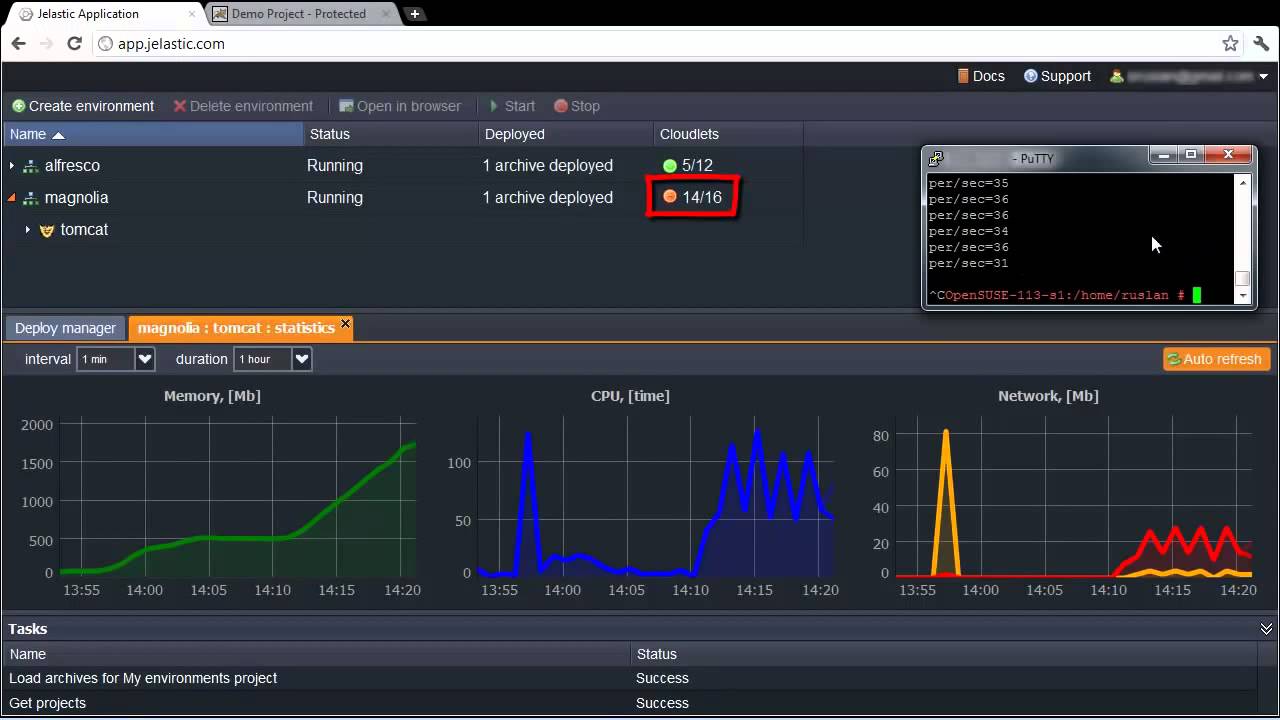 Jelastic Application
Demo Project - Protected
app.jelastic.com
Docs Support
Create environment Delete environment Open in browser Start Stop
Name Status Deployed Cloudlets
alfresco Running 1 archive deployed 5/12
magnolia Running 1 archive deployed 14/16
tomcat
- PuTTY
per/sec=35
per/sec=36
per/sec=36
per/sec=34
per/sec=36
per/sec=31
^COpenSUSE-113-s1:/home/ruslan #
Deploy manager magnolia : tomcat : statistics
interval 1 min duration 1 hour Auto refresh
Memory, [Mb]
2000
1500
1000
500
0
13:55 14:00 14:05 14:10 14:15 14:20
CPU, [time]
100
50
0
13:55 14:00 14:05 14:10 14:15 14:20
Network, [Mb]
80
60
40
20
0
13:55 14:00 14:05 14:10 14:15 14:20
Tasks
Name Status
Load archives for My environments project Success
Get projects Success